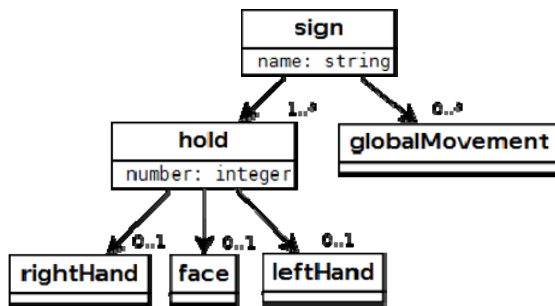 sign
name: string
1..*
0..*
hold
globalMovement
number: integer
0..1
0..1
0..1
rightHand
face
leftHand